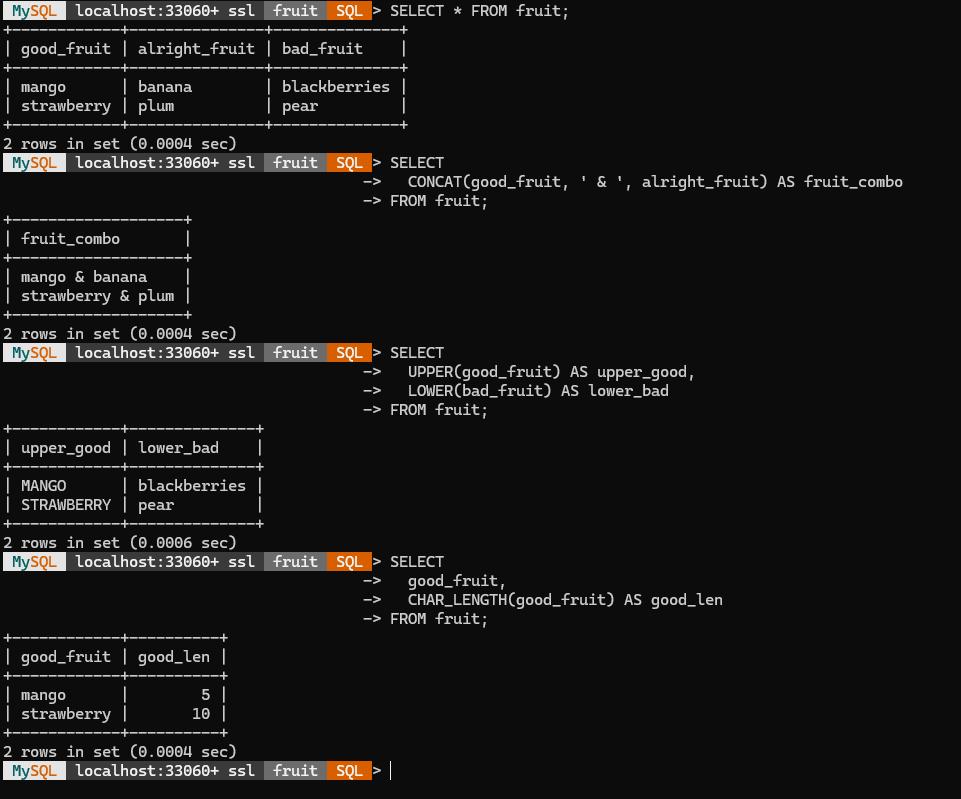 MySQL localhost:33060+ ssl fruit SQL > SELECT * FROM fruit;
+------------+---------------+--------------+
| good_fruit | alright_fruit | bad_fruit    |
+------------+---------------+--------------+
| mango      | banana        | blackberries |
| strawberry | plum          | pear         |
+------------+---------------+--------------+
2 rows in set (0.0004 sec)
MySQL localhost:33060+ ssl fruit SQL > SELECT
-> CONCAT(good_fruit, ' & ', alright_fruit) AS fruit_combo
-> FROM fruit;
+-------------------+
| fruit_combo       |
+-------------------+
| mango & banana    |
| strawberry & plum |
+-------------------+
2 rows in set (0.0004 sec)
MySQL localhost:33060+ ssl fruit SQL > SELECT
-> UPPER(good_fruit) AS upper_good,
-> LOWER(bad_fruit) AS lower_bad
-> FROM fruit;
+------------+--------------+
| upper_good | lower_bad    |
+------------+--------------+
| MANGO      | blackberries |
| STRAWBERRY | pear         |
+------------+--------------+
2 rows in set (0.0006 sec)
MySQL localhost:33060+ ssl fruit SQL > SELECT
-> good_fruit,
-> CHAR_LENGTH(good_fruit) AS good_len
-> FROM fruit;
+------------+----------+
| good_fruit | good_len |
+------------+----------+
| mango      |        5 |
| strawberry |       10 |
+------------+----------+
2 rows in set (0.0004 sec)
MySQL localhost:33060+ ssl fruit SQL >